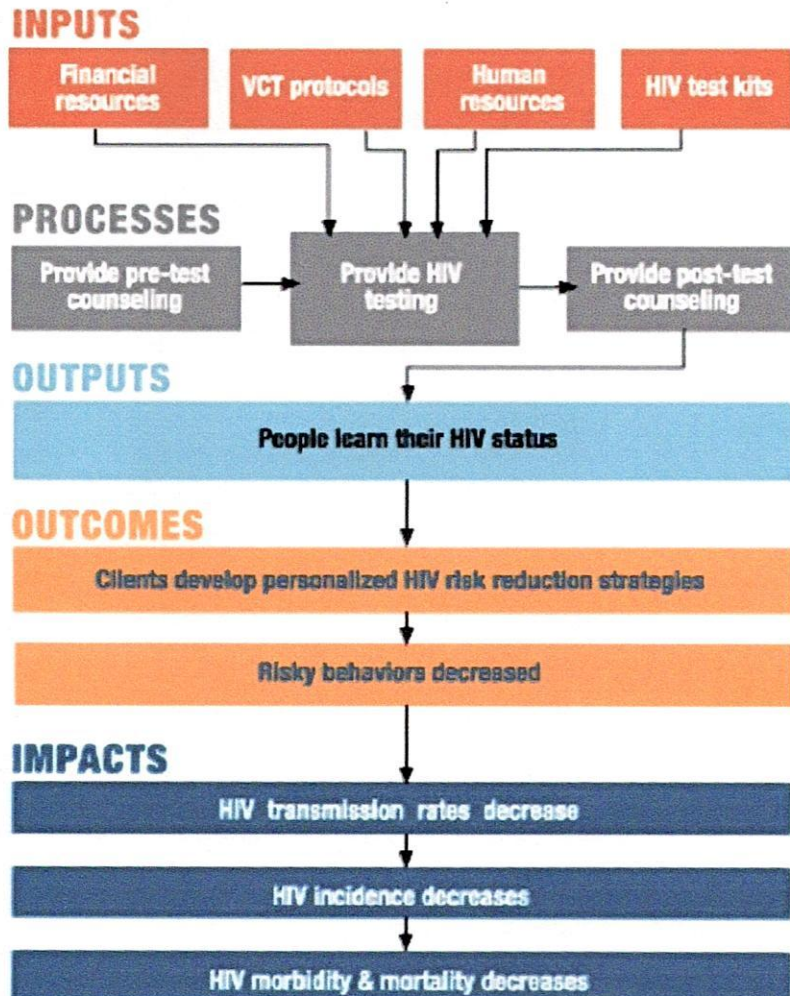 INPUTS
Financial
resources
VCT protocols
Human
resources
HIV test kits
PROCESSES
Provide pre-test
counseling
Provide HIV
testing
Provide post-test
counseling
OUTPUTS
People learn their HIV status
OUTCOMES
Clients develop personalized HIV risk reduction strategies
Risky behaviors decreased
IMPACTS
HIV transmission rates decrease
HIV incidence decreases
HIV morbidity & mortality decreases